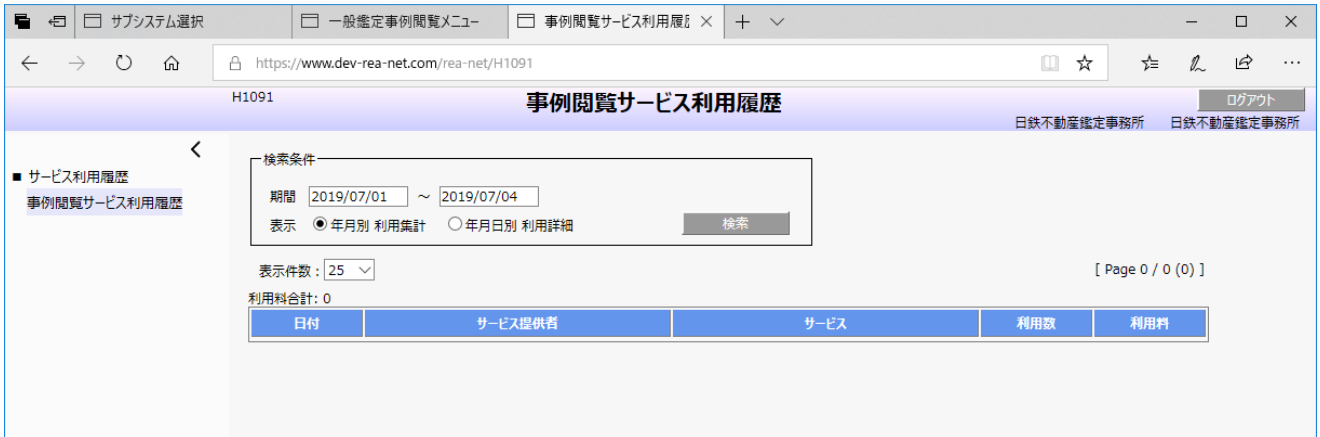 サブシステム選択
一般鑑定事例閲覧メニュー
事例閲覧サービス利用履歴
https://www.dev-rea-net.com/rea-net/H1091
H1091
事例閲覧サービス利用履歴
ログアウト
日鉄不動産鑑定事務所 日鉄不動産鑑定事務所
■ サービス利用履歴
事例閲覧サービス利用履歴
検索条件
期間 2019/07/01 ～ 2019/07/04
表示 年月別 利用集計 年月日別 利用詳細 検索
表示件数 : 25 [ Page 0 / 0 (0) ]
利用料合計: 0
日付 サービス提供者 サービス 利用数 利用料